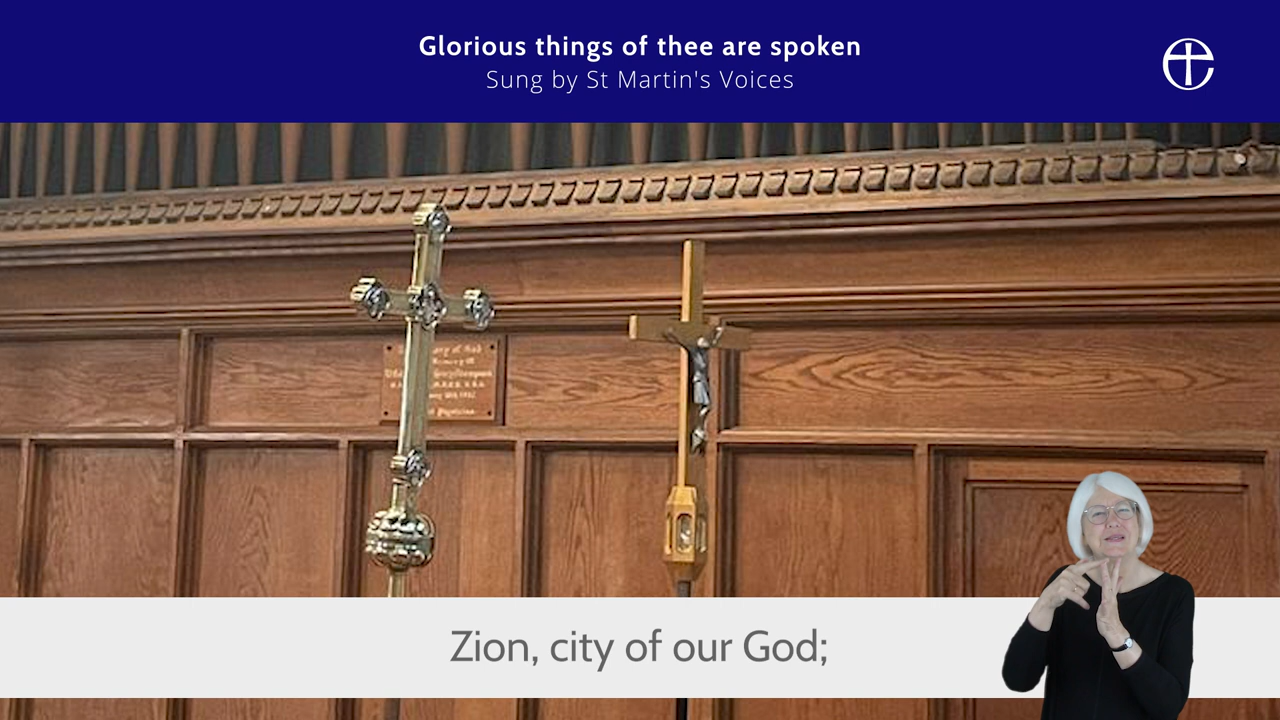 Glorious things of thee are spoken
Sung by St Martin's Voices
Zion, city of our God;